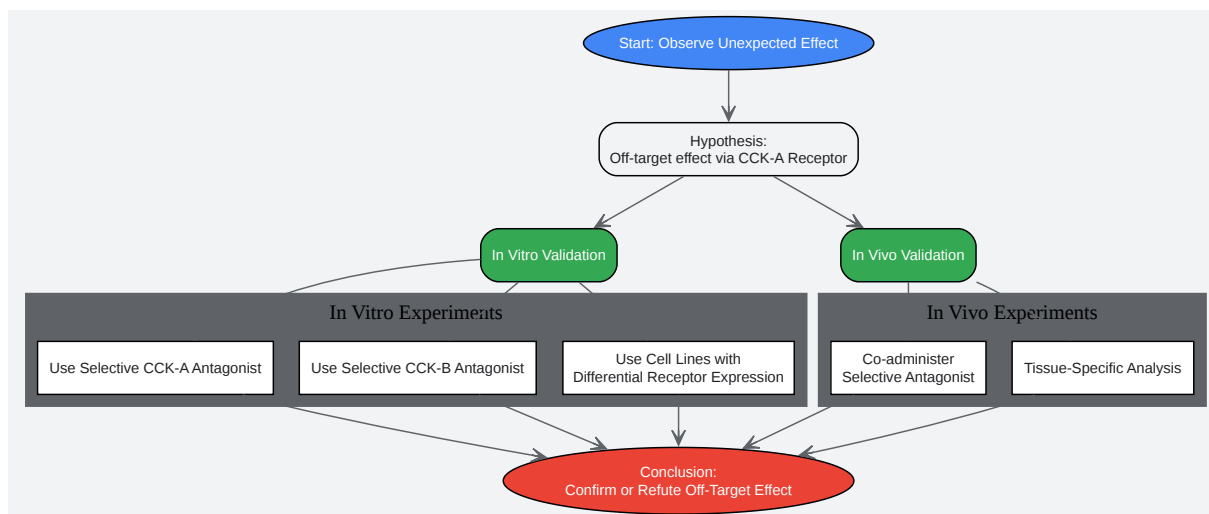 Start: Observe Unexpected Effect
Hypothesis:
Off-target effect via CCK-A Receptor
In Vitro Validation
In Vivo Validation
In Vitro Experiments
In Vivo Experiments
Use Selective CCK-A Antagonist
Use Selective CCK-B Antagonist
Use Cell Lines with
Differential Receptor Expression
Co-administer
Selective Antagonist
Tissue-Specific Analysis
Conclusion:
Confirm or Refute Off-Target Effect